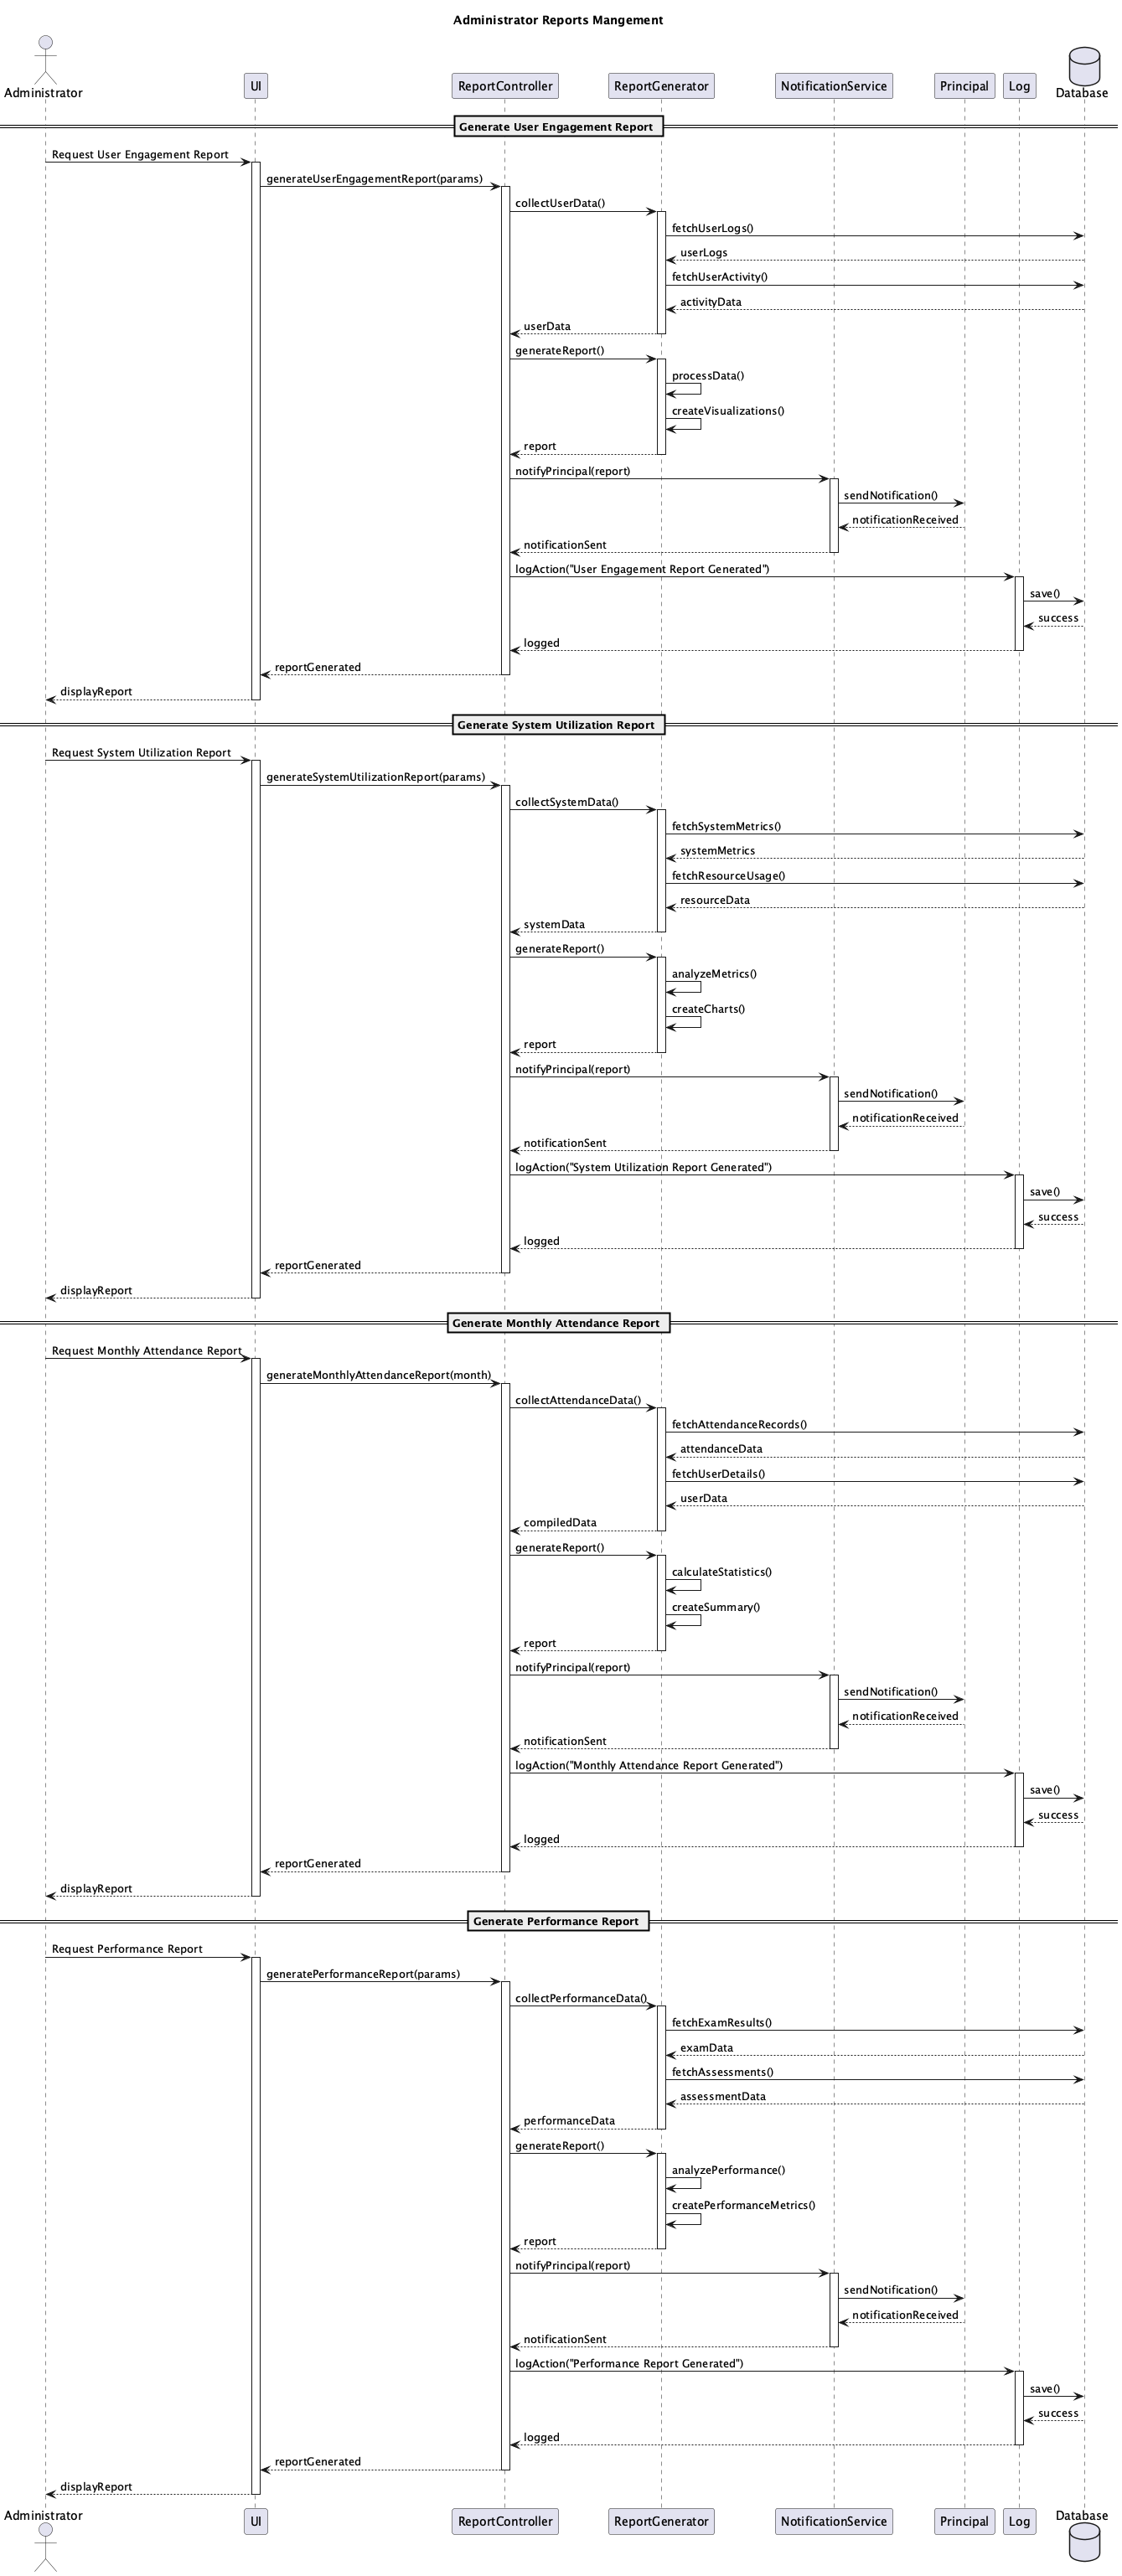 Administrator Reports Mangement
Administrator
UI
ReportController
ReportGenerator
NotificationService
Principal
Log
Database
Generate User Engagement Report
Request User Engagement Report
generateUserEngagementReport(params)
collectUserData()
fetchUserLogs()
userLogs
fetchUserActivity()
activityData
userData
generateReport()
processData()
createVisualizations()
report
notifyPrincipal(report)
sendNotification()
notificationReceived
notificationSent
logAction("User Engagement Report Generated")
save()
success
logged
reportGenerated
displayReport
Generate System Utilization Report
Request System Utilization Report
generateSystemUtilizationReport(params)
collectSystemData()
fetchSystemMetrics()
systemMetrics
fetchResourceUsage()
resourceData
systemData
generateReport()
analyzeMetrics()
createCharts()
report
notifyPrincipal(report)
sendNotification()
notificationReceived
notificationSent
logAction("System Utilization Report Generated")
save()
success
logged
reportGenerated
displayReport
Generate Monthly Attendance Report
Request Monthly Attendance Report
generateMonthlyAttendanceReport(month)
collectAttendanceData()
fetchAttendanceRecords()
attendanceData
fetchUserDetails()
userData
compiledData
generateReport()
calculateStatistics()
createSummary()
report
notifyPrincipal(report)
sendNotification()
notificationReceived
notificationSent
logAction("Monthly Attendance Report Generated")
save()
success
logged
reportGenerated
displayReport
Generate Performance Report
Request Performance Report
generatePerformanceReport(params)
collectPerformanceData()
fetchExamResults()
examData
fetchAssessments()
assessmentData
performanceData
generateReport()
analyzePerformance()
createPerformanceMetrics()
report
notifyPrincipal(report)
sendNotification()
notificationReceived
notificationSent
logAction("Performance Report Generated")
save()
success
logged
reportGenerated
displayReport
Administrator
UI
ReportController
ReportGenerator
NotificationService
Principal
Log
Database